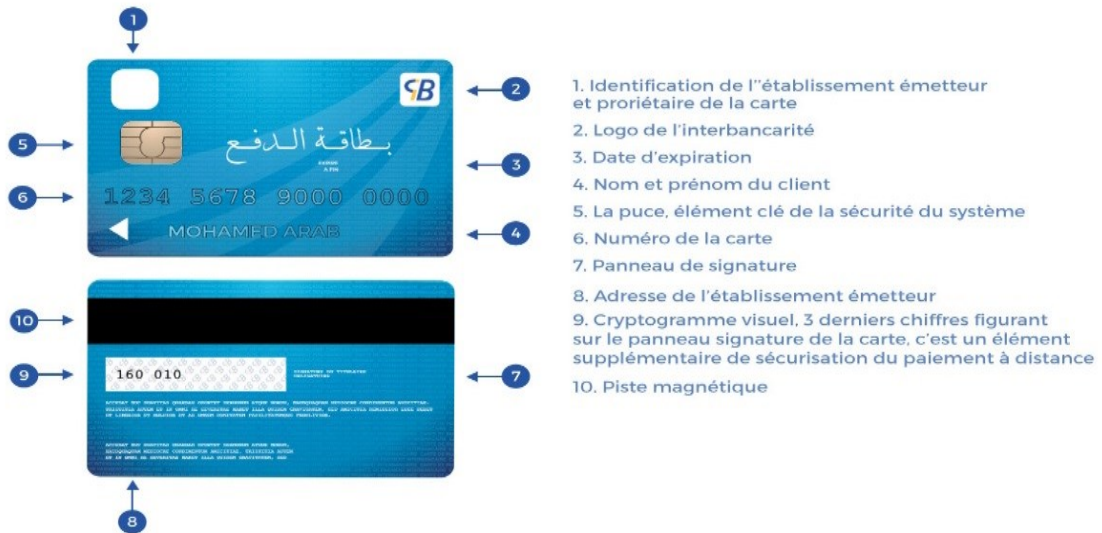 1
2
بطاقة الدفع
5
3
6
1234 5678 9000 0000
MOHAMED ARAB
4
10
9
160 010
7
8
1. Identification de l''établissement émetteur
et proriétaire de la carte
2. Logo de l'interbancarité
3. Date d'expiration
4. Nom et prénom du client
5. La puce, élément clé de la sécurité du système
6. Numéro de la carte
7. Panneau de signature
8. Adresse de l'établissement émetteur
9. Cryptogramme visuel, 3 derniers chiffres figurant
sur le panneau signature de la carte, c'est un élément
supplémentaire de sécurisation du paiement à distance
10. Piste magnétique